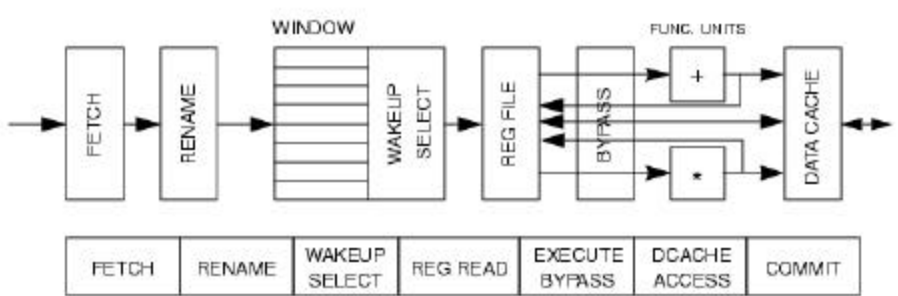 WINDOW
FUNC. UNITS
FETCH
RENAME
WAKEUP
SELECT
REG FILE
BYPASS
+
*
DATA CACHE
FETCH
RENAME
WAKEUP
SELECT
REG READ
EXECUTE
BYPASS
DCACHE
ACCESS
COMMIT